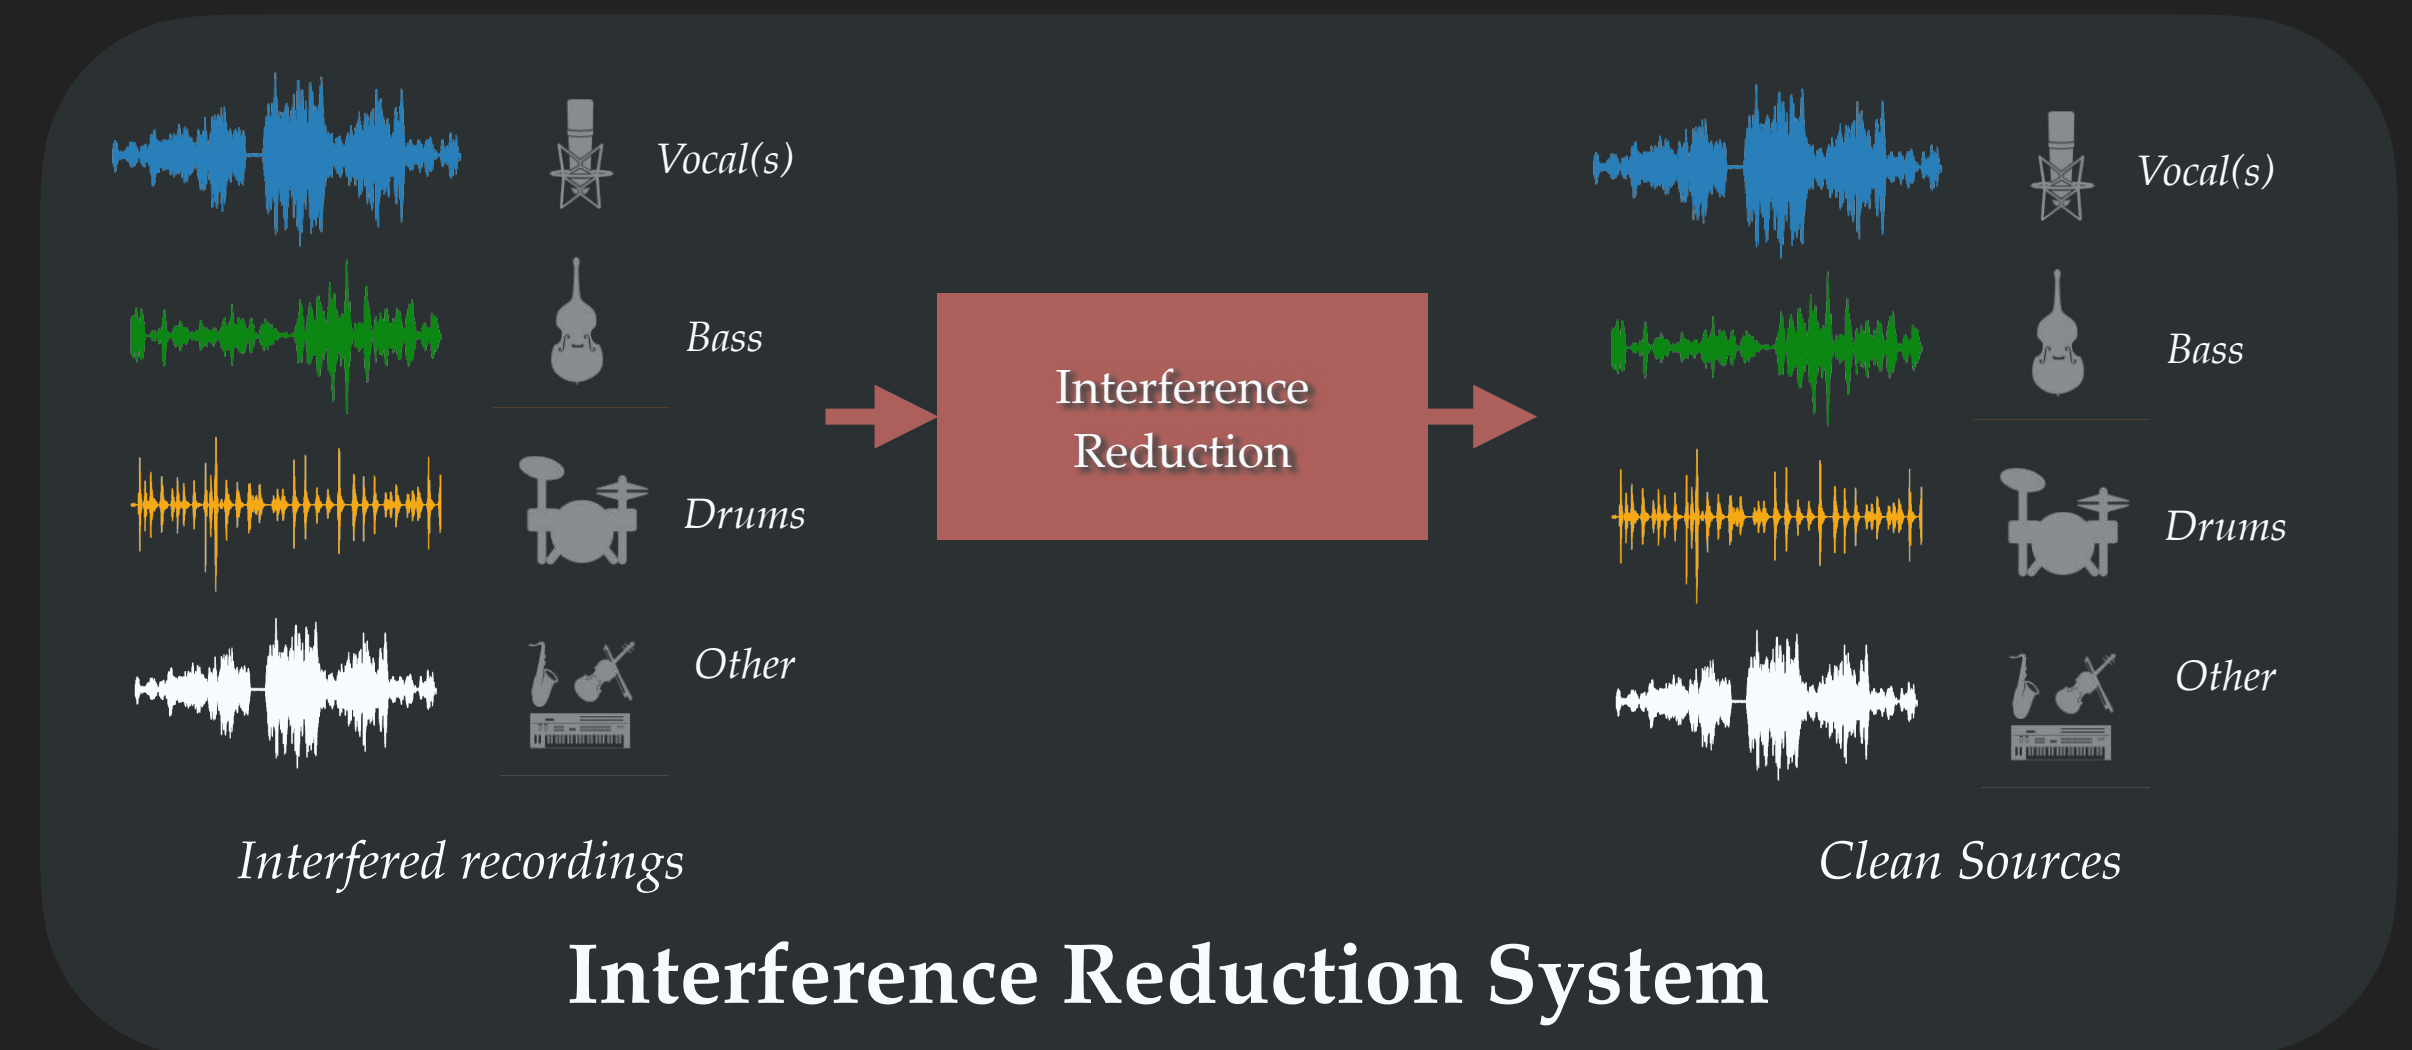 Vocal(s)
Bass
Drums
Other
Interfered recordings
Interference
Reduction
Vocal(s)
Bass
Drums
Other
Clean Sources
Interference Reduction System